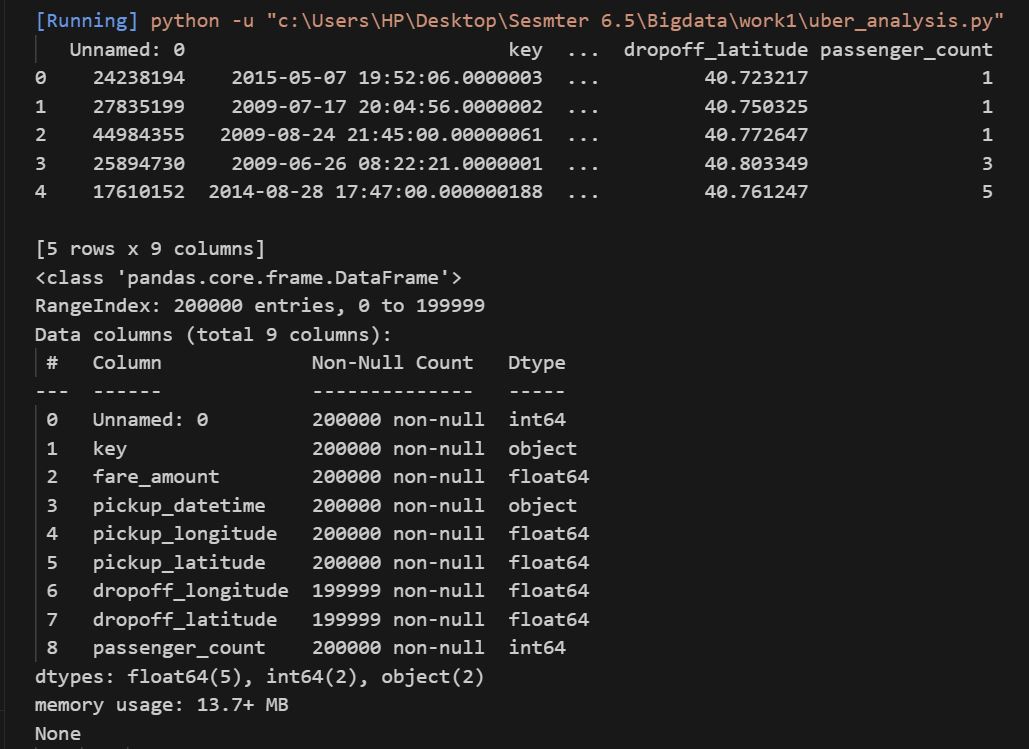 [Running] python -u "c:\Users\HP\Desktop\Sesmter 6.5\Bigdata\work1\uber_analysis.py"
   Unnamed: 0                            key  ...  dropoff_latitude passenger_count
0    24238194    2015-05-07 19:52:06.0000003  ...         40.723217               1
1    27835199    2009-07-17 20:04:56.0000002  ...         40.750325               1
2    44984355   2009-08-24 21:45:00.00000061  ...         40.772647               1
3    25894730    2009-06-26 08:22:21.0000001  ...         40.803349               3
4    17610152  2014-08-28 17:47:00.000000188  ...         40.761247               5

[5 rows x 9 columns]
<class 'pandas.core.frame.DataFrame'>
RangeIndex: 200000 entries, 0 to 199999
Data columns (total 9 columns):
 #   Column             Non-Null Count   Dtype
---  ------             --------------   -----
 0   Unnamed: 0         200000 non-null  int64
 1   key                200000 non-null  object
 2   fare_amount        200000 non-null  float64
 3   pickup_datetime    200000 non-null  object
 4   pickup_longitude   200000 non-null  float64
 5   pickup_latitude    200000 non-null  float64
 6   dropoff_longitude  199999 non-null  float64
 7   dropoff_latitude   199999 non-null  float64
 8   passenger_count    200000 non-null  int64
dtypes: float64(5), int64(2), object(2)
memory usage: 13.7+ MB
None